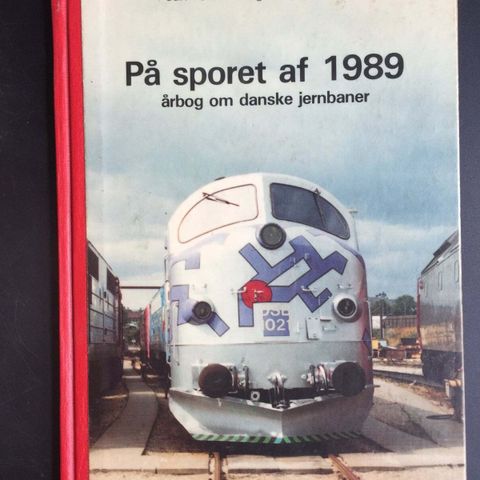 På sporet af 1989
årbog om danske jernbaner
DSB
021